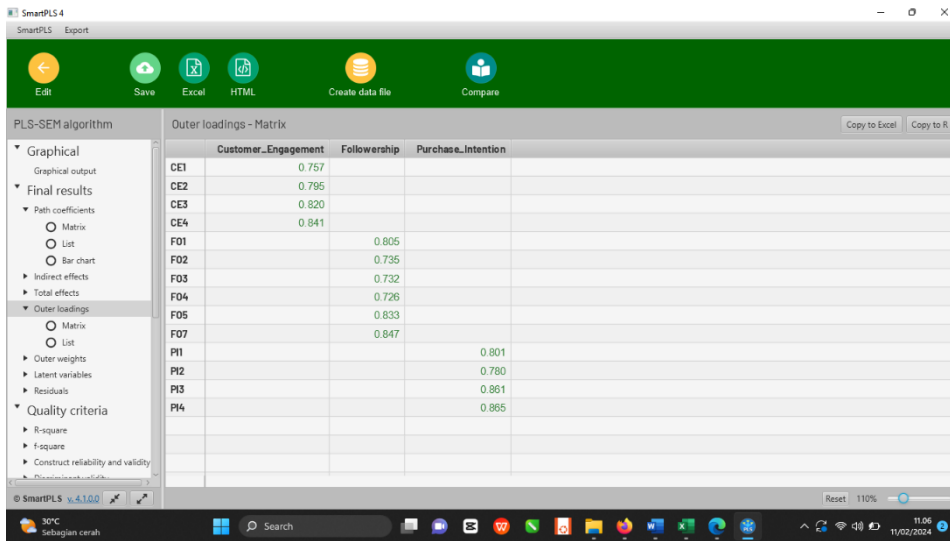 SmartPLS 4
SmartPLS Export
Edit Save Excel HTML Create data file Compare
PLS-SEM algorithm
Graphical
Graphical output
Final results
Path coefficients
Matrix
List
Bar chart
Indirect effects
Total effects
Outer loadings
Matrix
List
Outer weights
Latent variables
Residuals
Quality criteria
R-square
f-square
Construct reliability and validity
Outer loadings - Matrix
Copy to Excel Copy to R
Customer_Engagement Followership Purchase_Intention
CE1 0.757
CE2 0.795
CE3 0.820
CE4 0.841
FO1 0.805
FO2 0.735
FO3 0.732
FO4 0.726
FO5 0.833
FO7 0.847
PI1 0.801
PI2 0.780
PI3 0.861
PI4 0.865
© SmartPLS v. 4.1.0.0
Reset 110%
30°C
Sebagian cerah
Search
11.06
11/02/2024